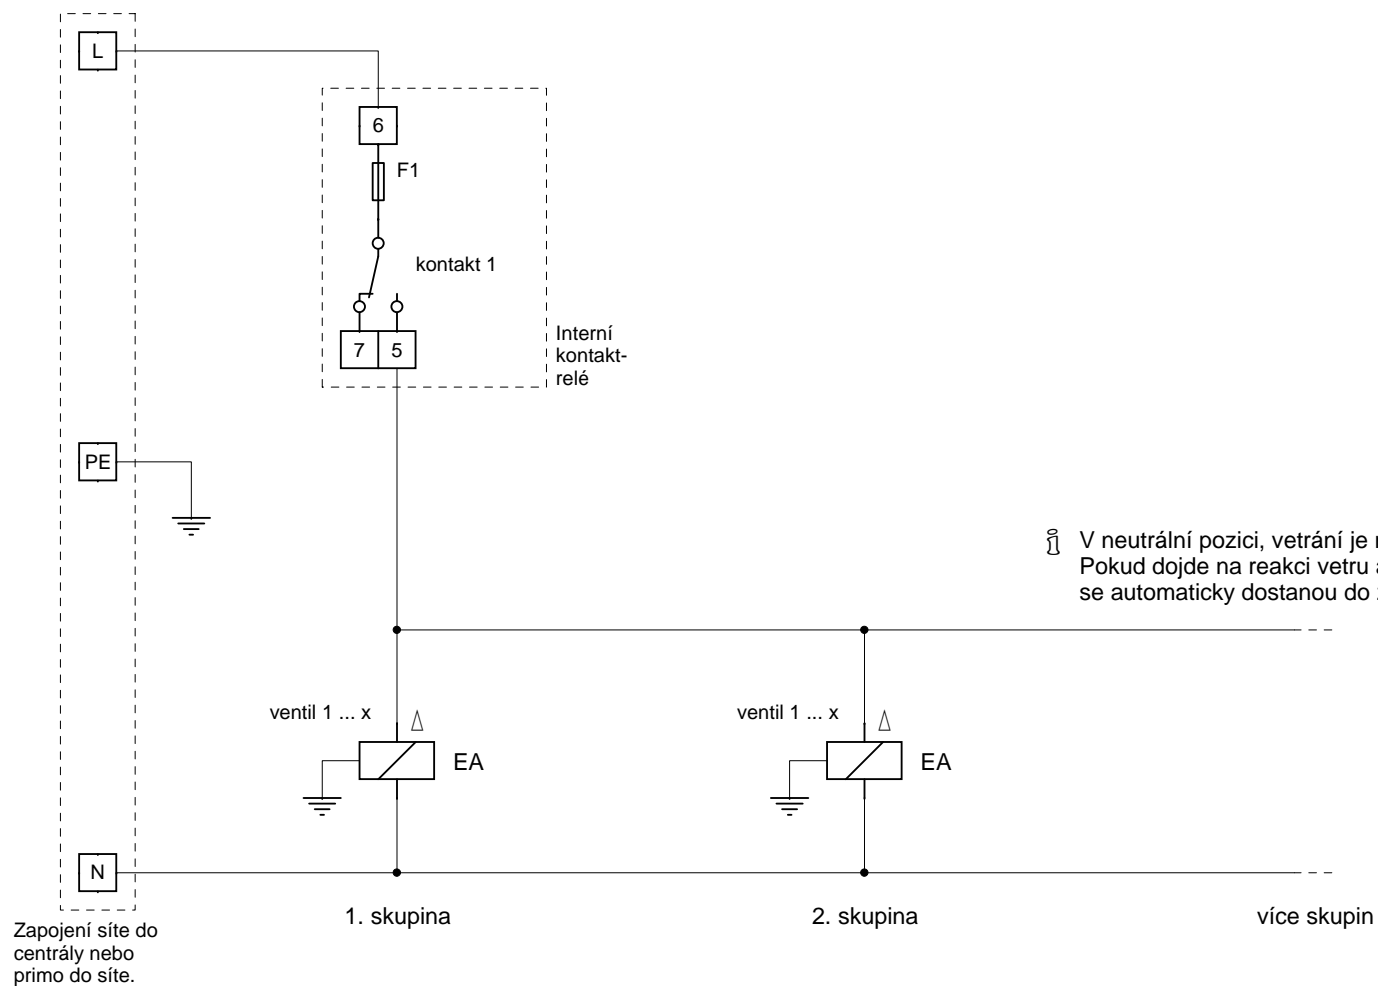 L
6
F1
kontakt 1
7 5
Interní
kontakt-
relé
PE
V neutrální pozici, vetrání je
Pokud dojde na reakci vetru
se automaticky dostanou do
ventil 1 ... x
EA
ventil 1 ... x
EA
N
1. skupina
2. skupina
více skupin
Zapojení síte do
centrály nebo
primo do síte.